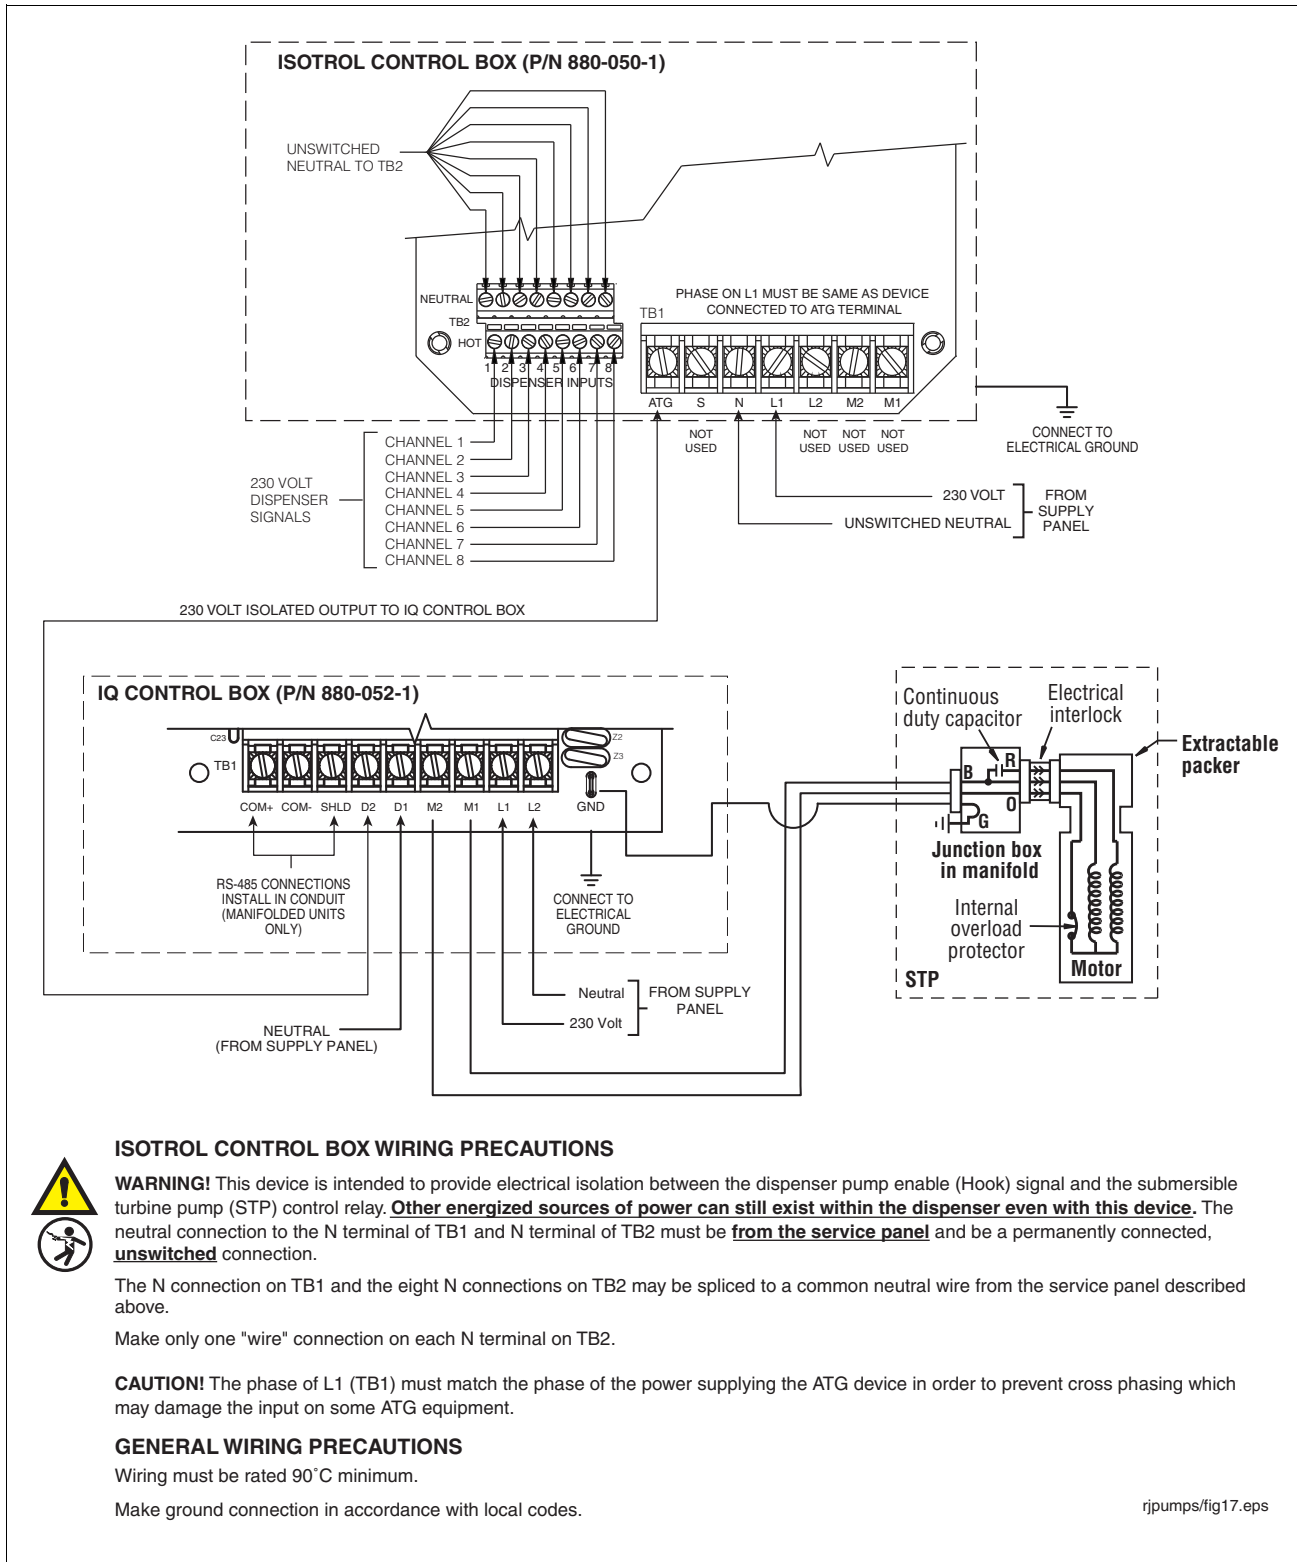 ISOTROL CONTROL BOX (P/N 880-050-1)
UNSWITCHED
NEUTRAL TO TB2
NEUTRAL
TB2
HOT
1 2 3 4 5 6 7 8
DISPENSER INPUTS
PHASE ON L1 MUST BE SAME AS DEVICE
CONNECTED TO ATG TERMINAL
TB1
ATG S N L1 L2 M2 M1
NOT
USED
NOT
USED
NOT
USED
NOT
USED
CONNECT TO
ELECTRICAL GROUND
230 VOLT
DISPENSER
SIGNALS
CHANNEL 1
CHANNEL 2
CHANNEL 3
CHANNEL 4
CHANNEL 5
CHANNEL 6
CHANNEL 7
CHANNEL 8
230 VOLT
UNSWITCHED NEUTRAL
FROM
SUPPLY
PANEL
230 VOLT ISOLATED OUTPUT TO IQ CONTROL BOX
IQ CONTROL BOX (P/N 880-052-1)
C23
TB1
Z2
Z3
COM+ COM- SHLD D2 D1 M2 M1 L1 L2 GND
RS-485 CONNECTIONS
INSTALL IN CONDUIT
(MANIFOLDED UNITS
ONLY)
CONNECT TO
ELECTRICAL
GROUND
Neutral
230 Volt
FROM SUPPLY
PANEL
NEUTRAL
(FROM SUPPLY PANEL)
Continuous
duty capacitor
Electrical
interlock
Extractable
packer
B
R
O
G
Junction box
in manifold
Internal
overload
protector
Motor
STP
ISOTROL CONTROL BOX WIRING PRECAUTIONS
WARNING! This device is intended to provide electrical isolation between the dispenser pump enable (Hook) signal and the submersible
turbine pump (STP) control relay. Other energized sources of power can still exist within the dispenser even with this device. The
neutral connection to the N terminal of TB1 and N terminal of TB2 must be from the service panel and be a permanently connected,
unswitched connection.
The N connection on TB1 and the eight N connections on TB2 may be spliced to a common neutral wire from the service panel described
above.
Make only one "wire" connection on each N terminal on TB2.
CAUTION! The phase of L1 (TB1) must match the phase of the power supplying the ATG device in order to prevent cross phasing which
may damage the input on some ATG equipment.
GENERAL WIRING PRECAUTIONS
Wiring must be rated 90˚C minimum.
Make ground connection in accordance with local codes.
rjpumps/fig17.eps